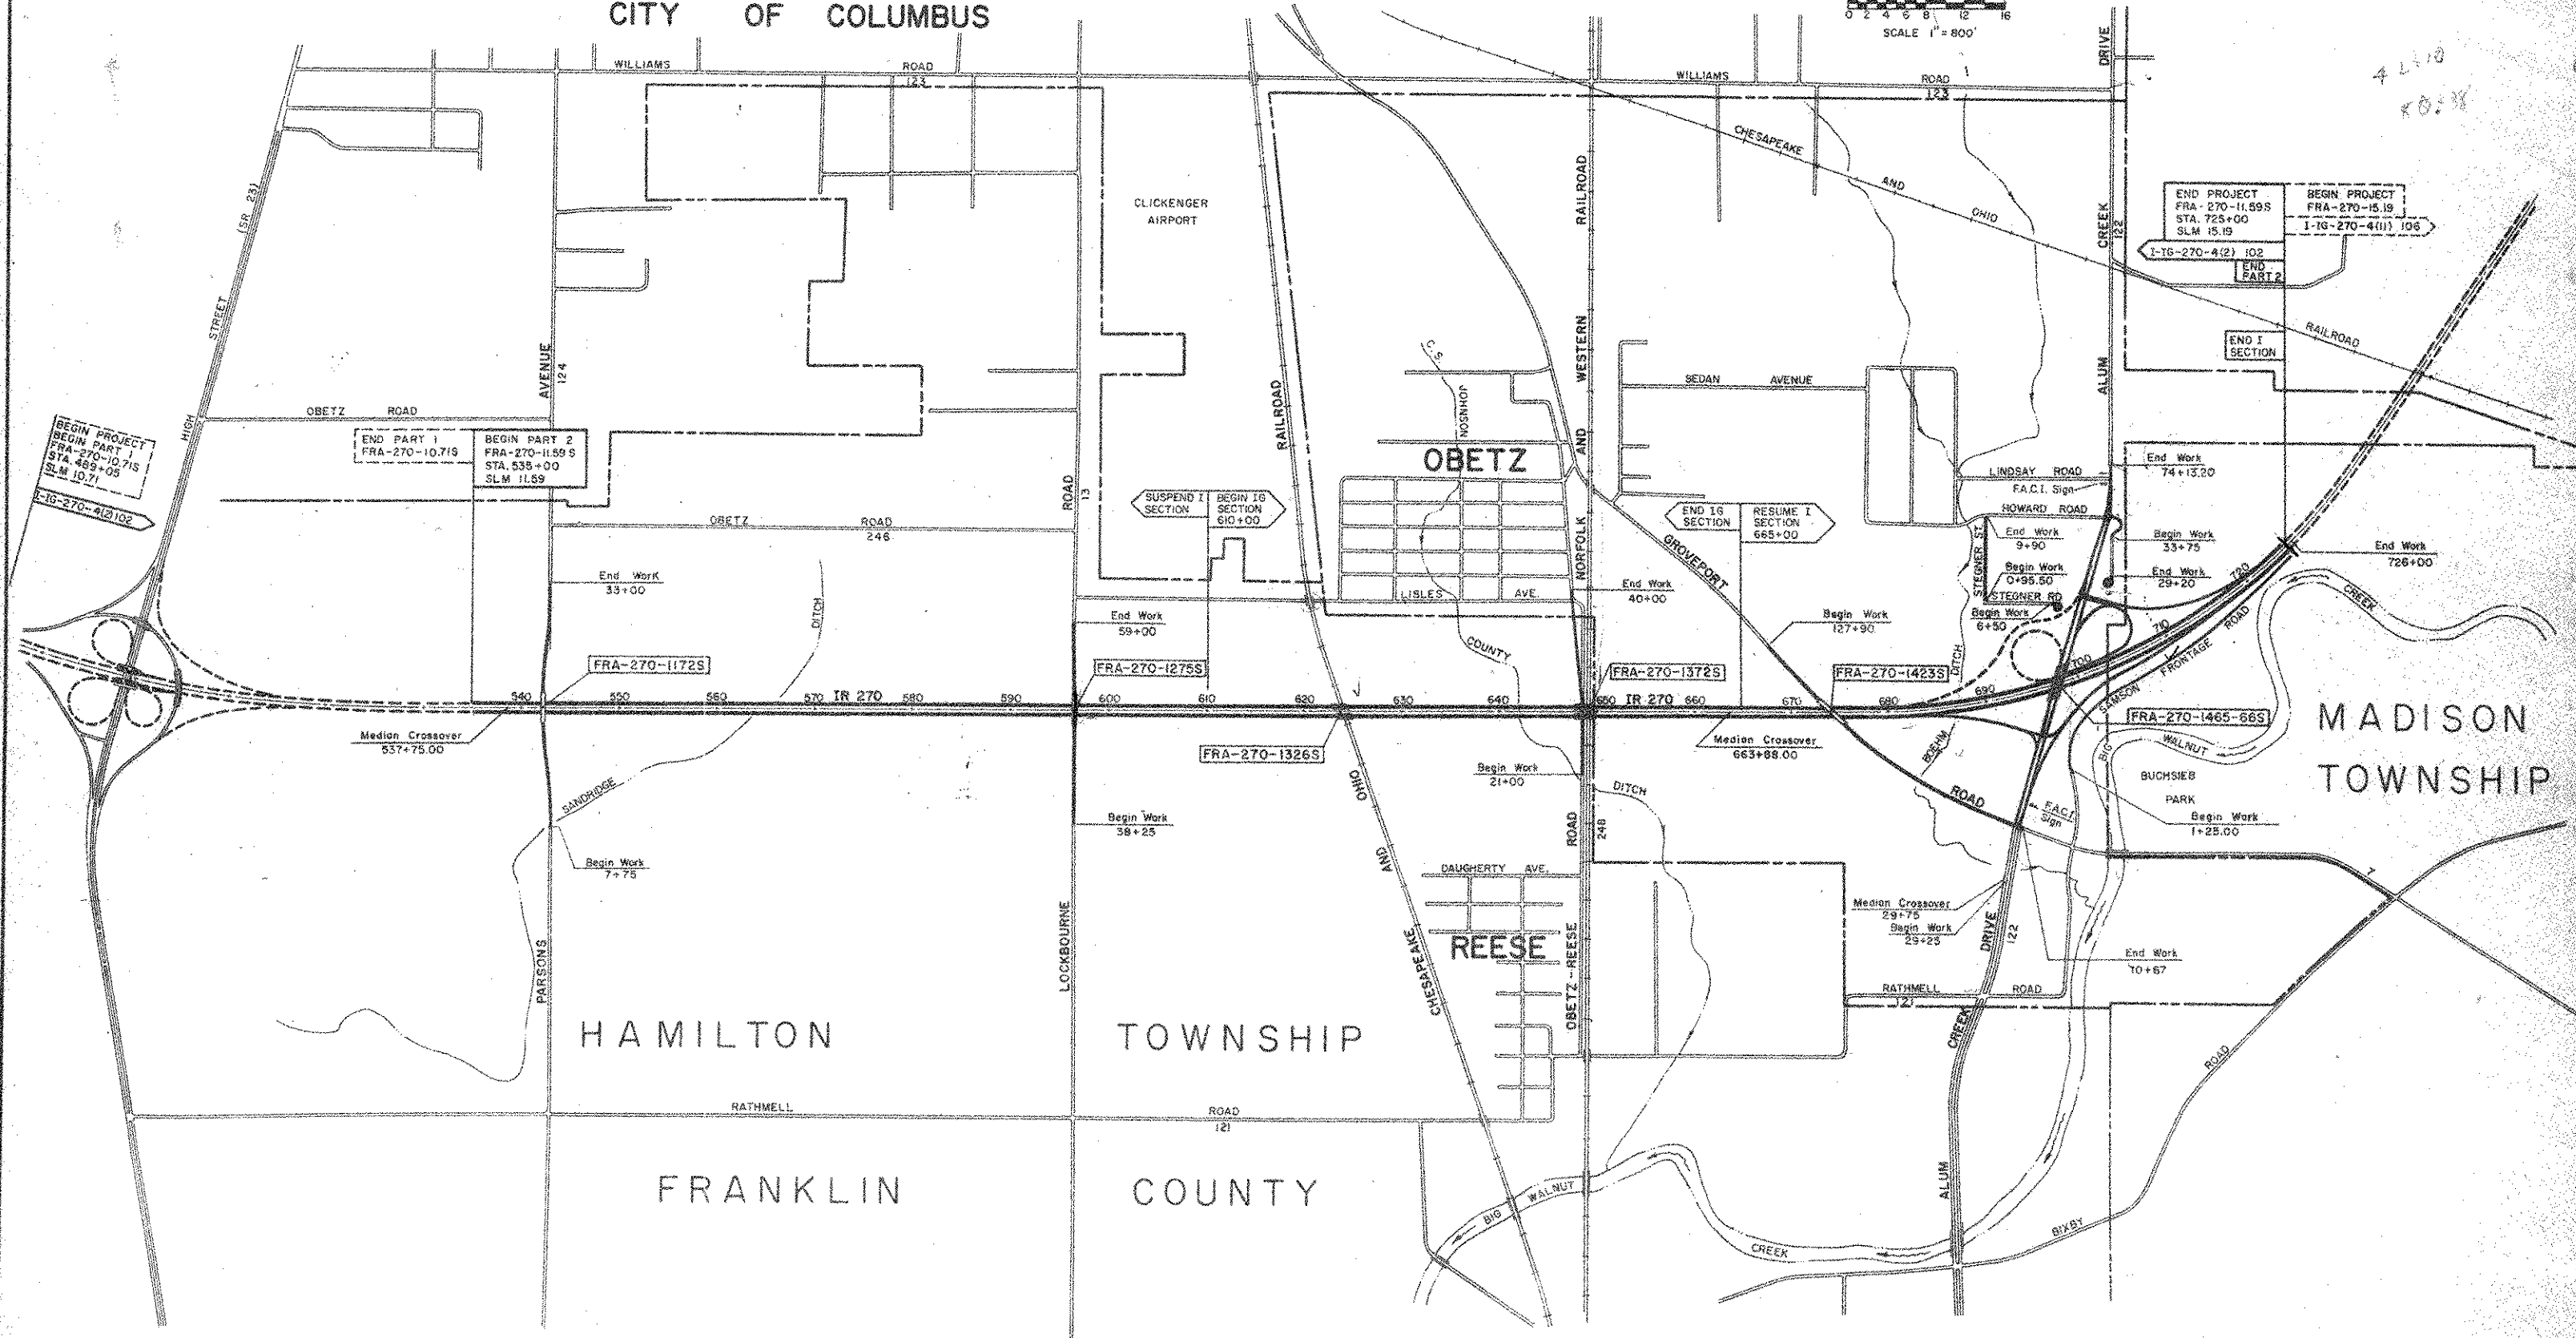 CITY OF COLUMBUS
0 2 4 6 8 12 16
SCALE 1"=800'
WILLIAMS ROAD
123
WILLIAMS ROAD
123
DRIVE
CREEK
122
ALUM
CHESAPEAKE AND OHIO
RAILROAD
CLICKENGER
AIRPORT
RAILROAD
(SR 23)
STREET
HIGH
END PROJECT
FRA-270-11.59S
STA. 725+00
SLM 15.19
BEGIN PROJECT
FRA-270-15.19
I-IG-270-4(11) 106
I-IG-270-4(2) 102
END
PART 2
END I
SECTION
AVENUE
124
RAILROAD
NORFOLK AND WESTERN
C.S.
JOHNSON
SEDAN AVENUE
OBETZ ROAD
BEGIN PROJECT
BEGIN PART 1
FRA-270-10.71S
STA. 489+05
SLM 10.71
I-IG-270-4(2)102
END PART 1
FRA-270-10.71S
BEGIN PART 2
FRA-270-11.59 S
STA. 535+00
SLM 11.59
OBETZ
End Work
74+13.20
LINDSAY ROAD
F.A.C.I. Sign
HOWARD ROAD
ROAD
13
SUSPEND I
SECTION
BEGIN IG
SECTION
610+00
END IG
SECTION
RESUME I
SECTION
665+00
OBETZ ROAD
246
GROVEPORT
STEGNER ST.
End Work
9+90
Begin Work
33+75
End Work
726+00
Begin Work
0+95.50
End Work
29+20
STEGNER RD
Begin Work
6+50
End Work
33+00
DITCH
LISLES AVE.
End Work
40+00
End Work
59+00
Begin Work
127+90
CREEK
COUNTY
DITCH
FRA-270-1172S
FRA-270-1275S
FRA-270-1372S
FRA-270-1423S
540 550 560 570 IR 270 580 590 600 610 620 630 640 650 IR 270 660 670 680 690 700 710 720
SAMSON FRONTAGE ROAD
FRA-270-1465-66S
Median Crossover
537+75.00
FRA-270-1326S
Median Crossover
663+88.00
BOEHM
BIG WALNUT
MADISON
TOWNSHIP
BUCHSIEB
PARK
SANDRIDGE
OHIO
AND
CHESAPEAKE
Begin Work
21+00
DITCH
ROAD
F.A.C.I.
Sign
Begin Work
1+25.00
Begin Work
38+25
Begin Work
7+75
ROAD
248
DAUGHERTY AVE.
7
Median Crossover
29+75
Begin Work
29+25
DRIVE
122
REESE
End Work
70+67
PARSONS
LOCKBOURNE
OBETZ-REESE
RATHMELL ROAD
121
CREEK
HAMILTON TOWNSHIP
RATHMELL ROAD
121
ROAD
FRANKLIN COUNTY
ALUM
BIG WALNUT
CREEK
BIXBY